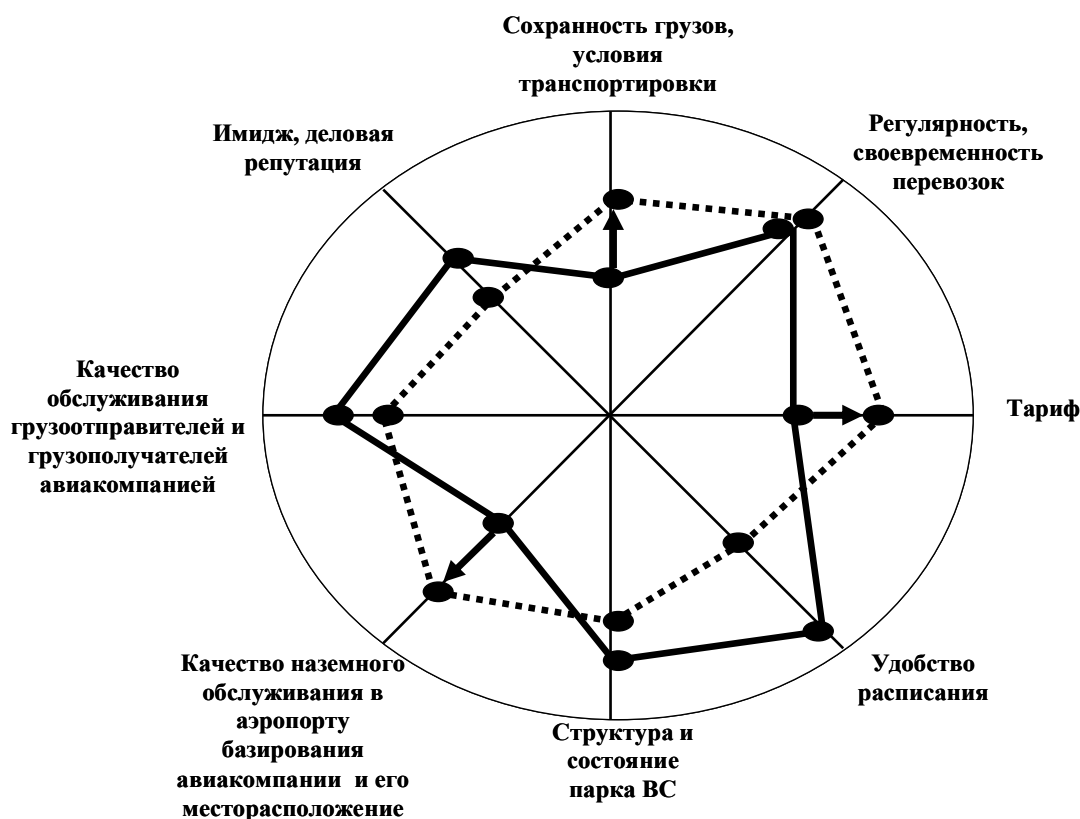 Сохранность грузов,
условия
транспортировки
Имидж, деловая
репутация
Регулярность,
своевременность
перевозок
Качество
обслуживания
грузоотправителей и
грузополучателей
авиакомпанией
Тариф
Качество наземного
обслуживания в
аэропорту
базирования
авиакомпании и его
месторасположение
Структура и
состояние
парка ВС
Удобство
расписания